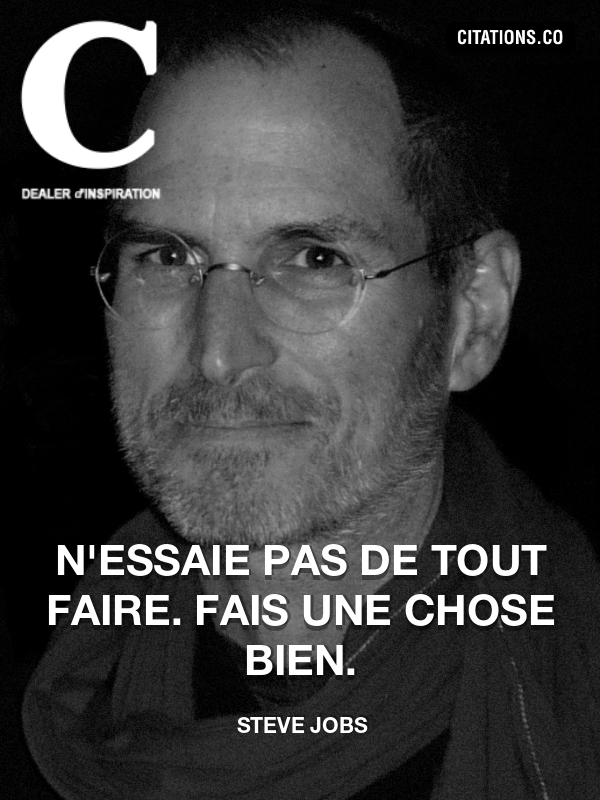 C
CITATIONS.CO
DEALER d'INSPIRATION
N'ESSAIE PAS DE TOUT
FAIRE. FAIS UNE CHOSE
BIEN.
STEVE JOBS